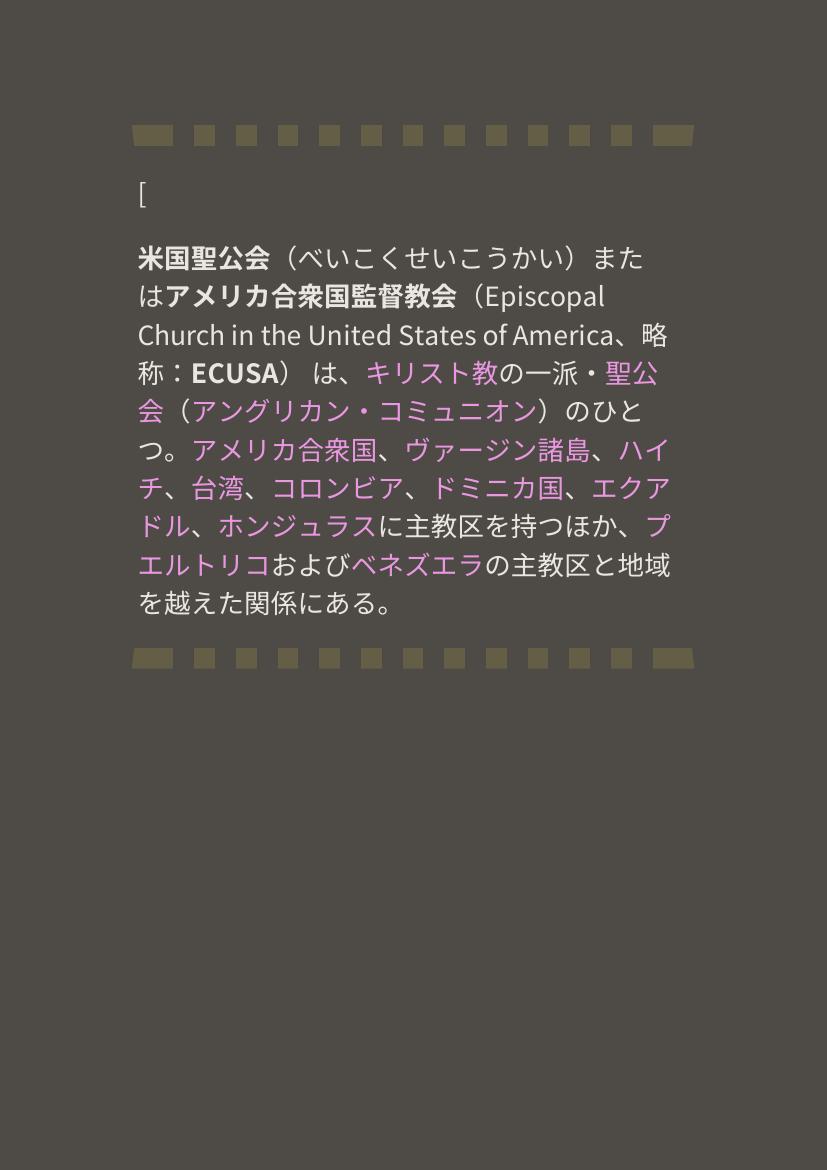 [
米国聖公会（べいこくせいこうかい）また
はアメリカ合衆国監督教会（Episcopal
Church in the United States of America、略
称：ECUSA） は、キリスト教の一派・聖公
会（アングリカン・コミュニオン）のひと
つ。アメリカ合衆国、ヴァージン諸島、ハイ
チ、台湾、コロンビア、ドミニカ国、エクア
ドル、ホンジュラスに主教区を持つほか、プ
エルトリコおよびベネズエラの主教区と地域
を越えた関係にある。